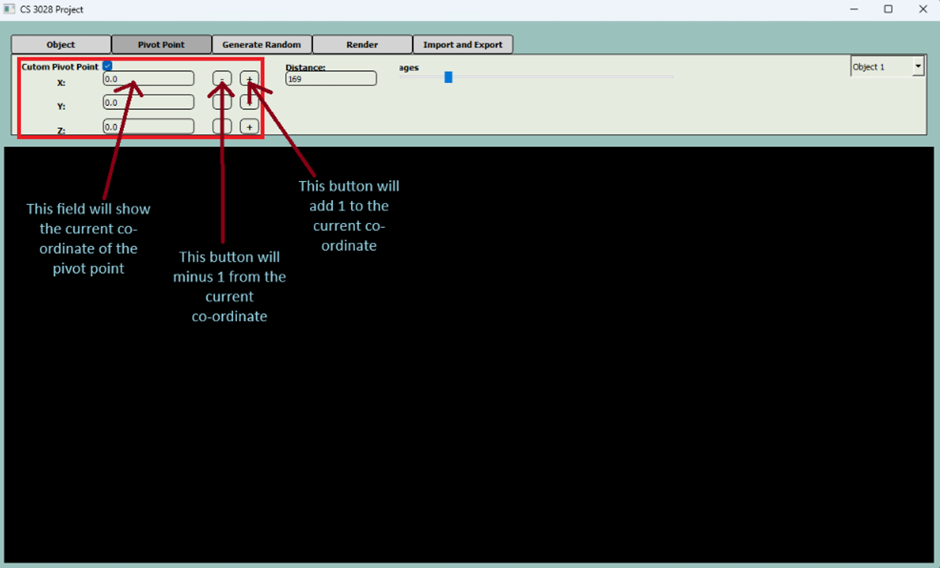 CS 3028 Project
Object Pivot Point Generate Random Render Import and Export
Cutom Pivot Point Distance: ages Object 1
X: 0.0 - + 169
Y: 0.0 +
Z: 0.0 +
This field will show
the current co-
ordinate of the
pivot point
This button will
minus 1 from the
current
co-ordinate
This button will
add 1 to the
current co-
ordinate